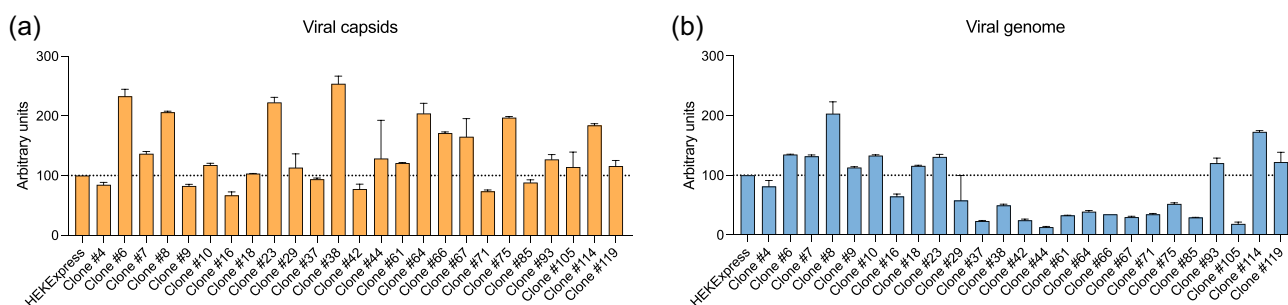 (a)
Viral capsids
Arbitrary units
300
200
100
0
HEKExpress
Clone #4
Clone #6
Clone #7
Clone #8
Clone #9
Clone #10
Clone #16
Clone #18
Clone #23
Clone #29
Clone #37
Clone #38
Clone #42
Clone #44
Clone #61
Clone #64
Clone #66
Clone #67
Clone #71
Clone #75
Clone #85
Clone #93
Clone #105
Clone #114
Clone #119
(b)
Viral genome
Arbitrary units
300
200
100
0
HEKExpress
Clone #4
Clone #6
Clone #7
Clone #8
Clone #9
Clone #10
Clone #16
Clone #18
Clone #23
Clone #29
Clone #37
Clone #38
Clone #42
Clone #44
Clone #61
Clone #64
Clone #66
Clone #67
Clone #71
Clone #75
Clone #85
Clone #93
Clone #105
Clone #114
Clone #119